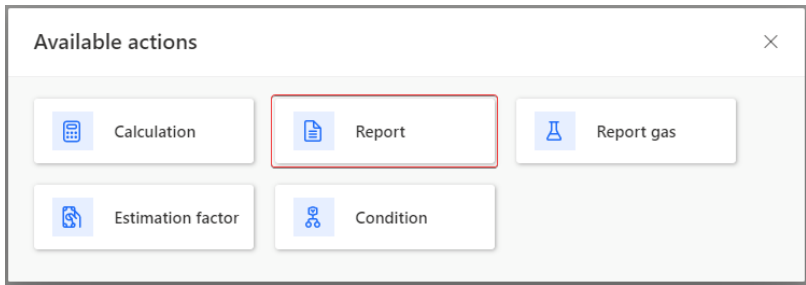 Available actions
Calculation
Report
Report gas
Estimation factor
Condition